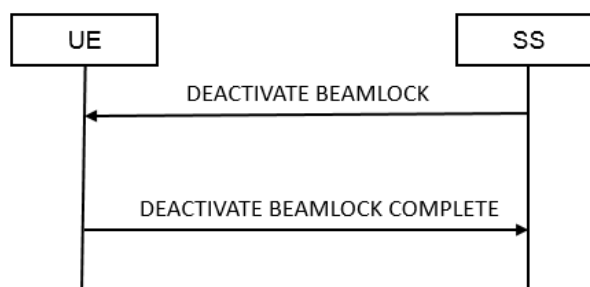 UE
SS
DEACTIVATE BEAMLOCK
DEACTIVATE BEAMLOCK COMPLETE